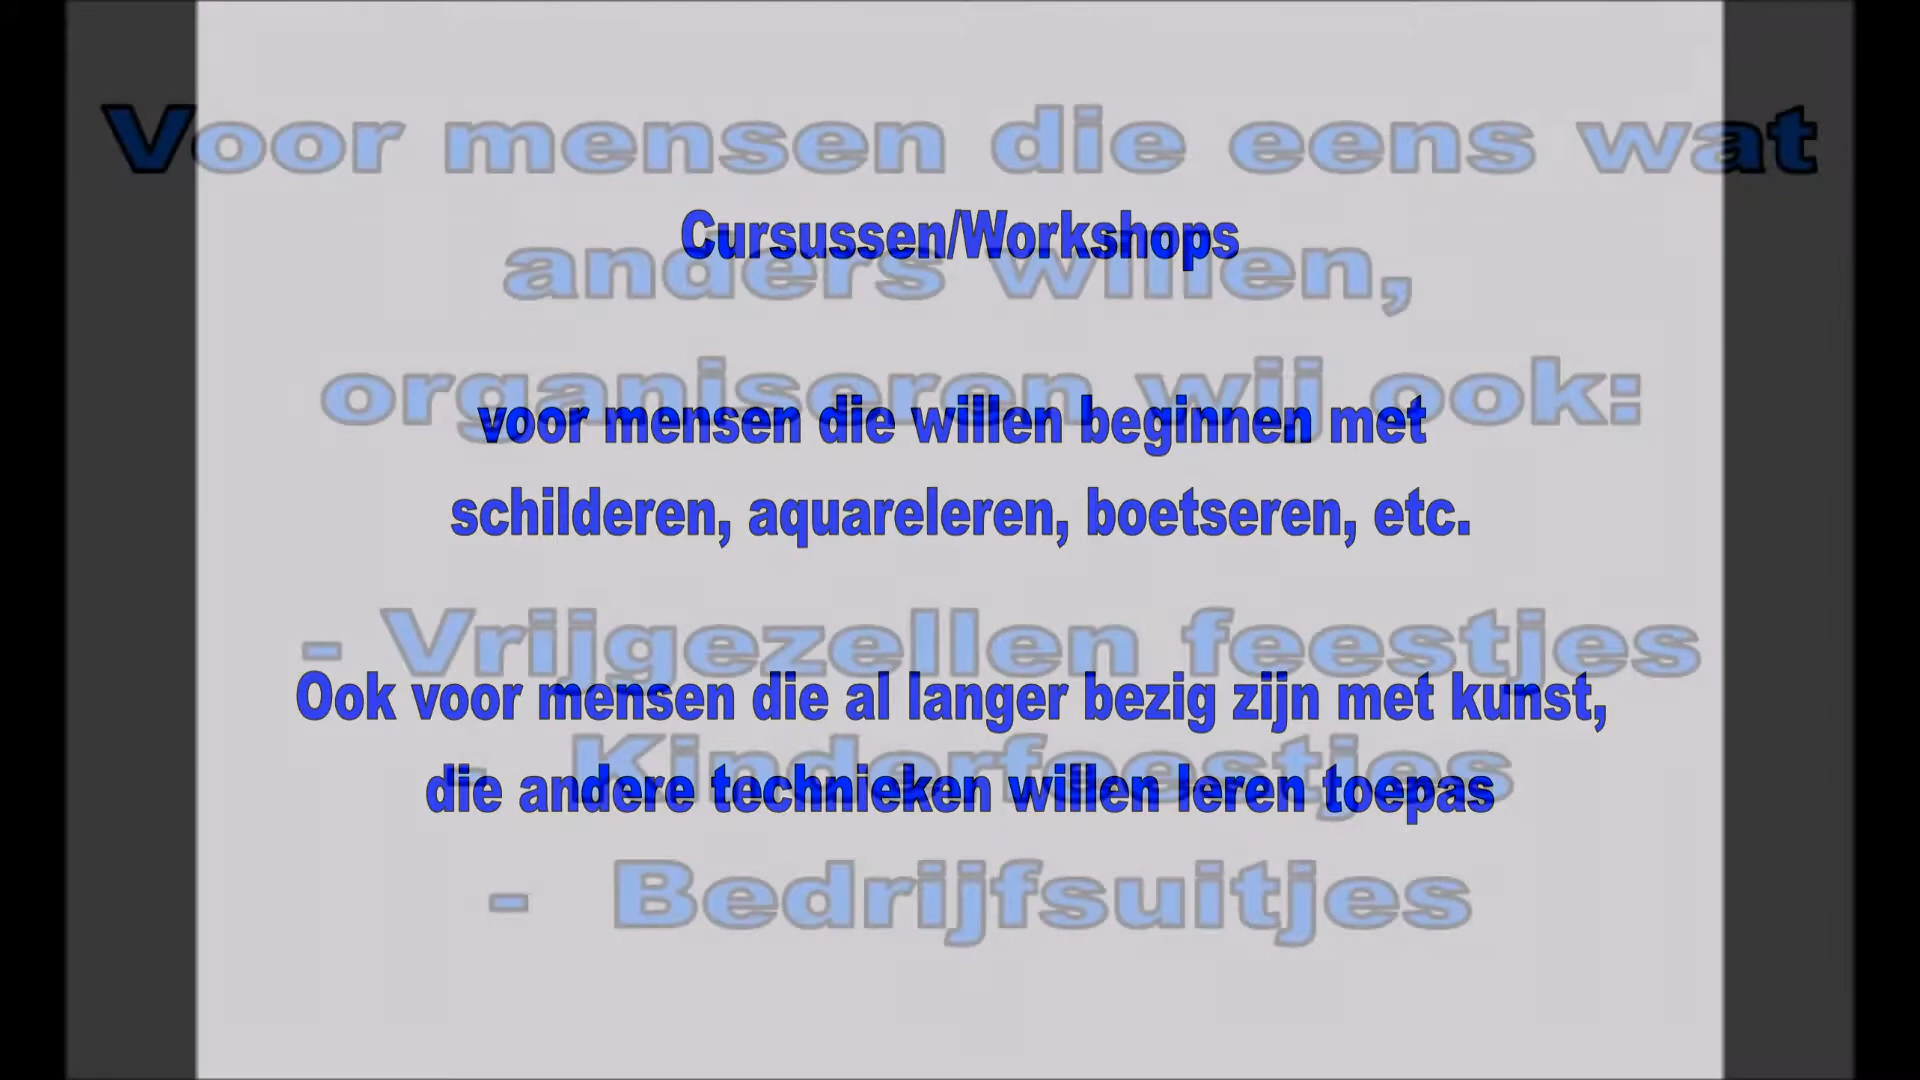 Voor mensen die eens wat
Cursussen/Workshops
anders willen,
organiseren wij ook:
voor mensen die willen beginnen met
schilderen, aquareleren, boetseren, etc.
- Vrijgezellen feestjes
Ook voor mensen die al langer bezig zijn met kunst,
- Kinderfeestjes
die andere technieken willen leren toepas
- Bedrijfsuitjes